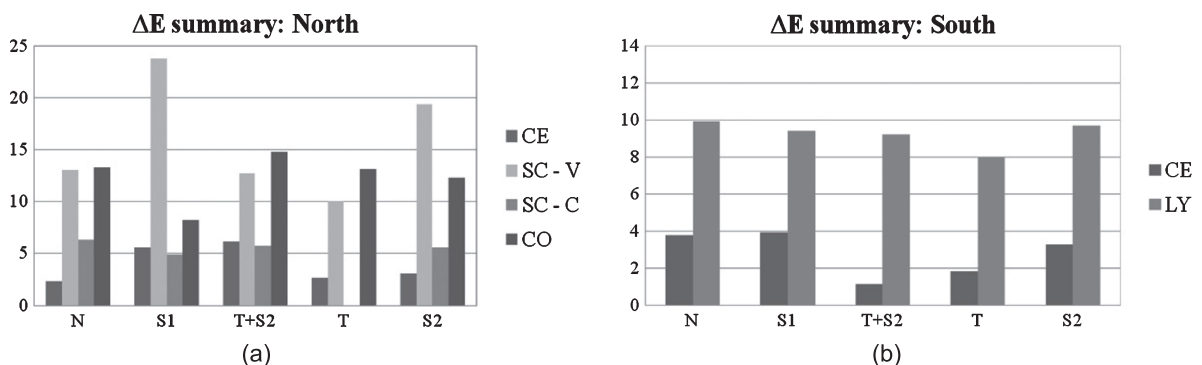 ΔE summary: North
25
20
15
10
5
0
N S1 T+S2 T S2
CE
SC - V
SC - C
CO
(a)
ΔE summary: South
14
12
10
8
6
4
2
0
N S1 T+S2 T S2
CE
LY
(b)